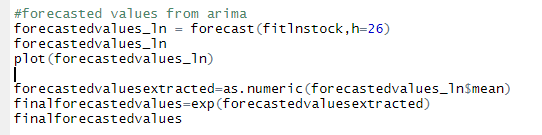 #forecasted values from arima
forecastedvalues_ln = forecast(fitlnstock,h=26)
forecastedvalues_ln
plot(forecastedvalues_ln)
forecastedvaluesextracted=as.numeric(forecastedvalues_ln$mean)
finalforecastedvalues=exp(forecastedvaluesextracted)
finalforecastedvalues